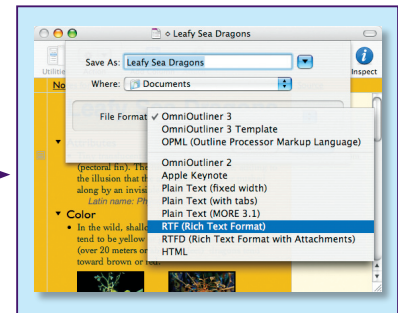 Leafy Sea Dragons
Save As: Leafy Sea Dragons
Utilities
Inspect
Where: Documents
No
File Format
✓ OmniOutliner 3
OmniOutliner 3 Template
OPML (Outline Processor Markup Language)
OmniOutliner 2
Apple Keynote
Plain Text (fixed width)
Plain Text (with tabs)
Plain Text (MORE 3.1)
RTF (Rich Text Format)
RTFD (Rich Text Format with Attachments)
HTML
(pectoral fin). The
the illusion that th
along by an invisi
Latin name: Ph
Color
• In the wild, shallo
tend to be yellow
(over 20 meters or
toward brown or red.